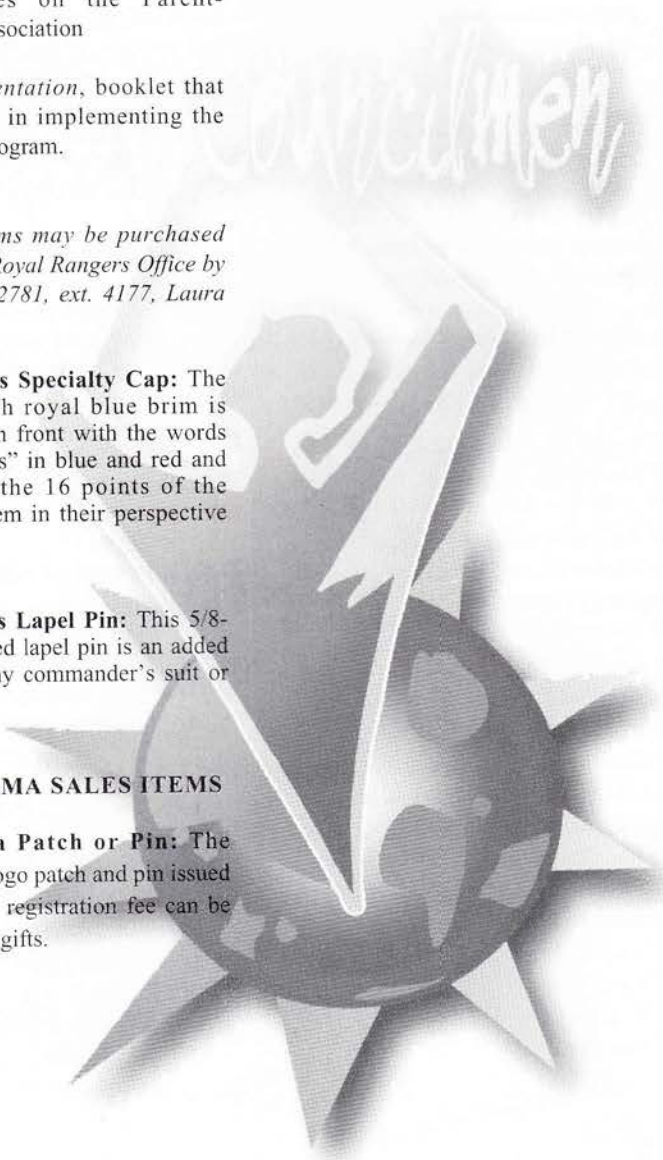 es on the Parent-
sociation
entation, booklet that
in implementing the
ogram.
Councilmen
ms may be purchased
Royal Rangers Office by
2781, ext. 4177, Laura
s Specialty Cap: The
h royal blue brim is
n front with the words
s” in blue and red and
the 16 points of the
em in their perspective
s Lapel Pin: This 5/8-
ed lapel pin is an added
ny commander’s suit or
MA SALES ITEMS
a Patch or Pin: The
ogo patch and pin issued
registration fee can be
gifts.